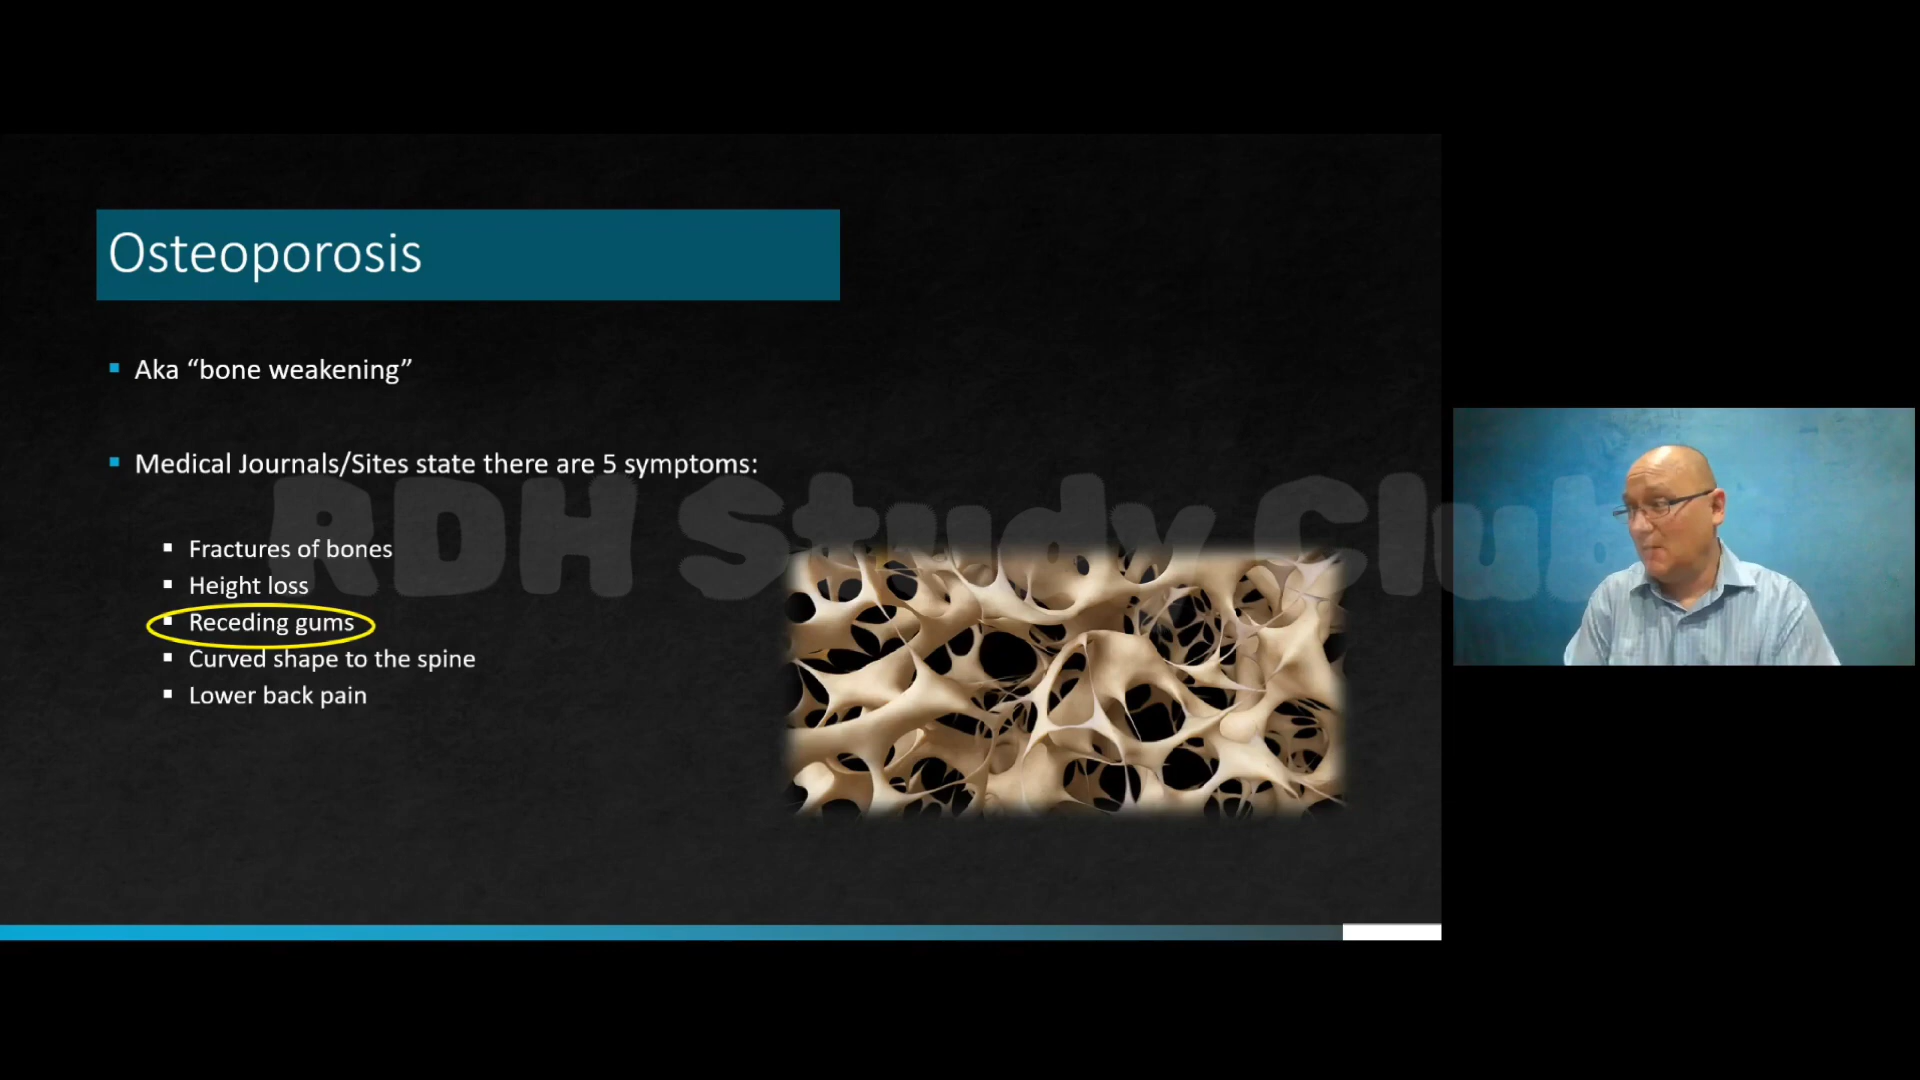 Osteoporosis
Aka “bone weakening”
Medical Journals/Sites state there are 5 symptoms:
RDH Study Club
Fractures of bones
Height loss
Receding gums
Curved shape to the spine
Lower back pain